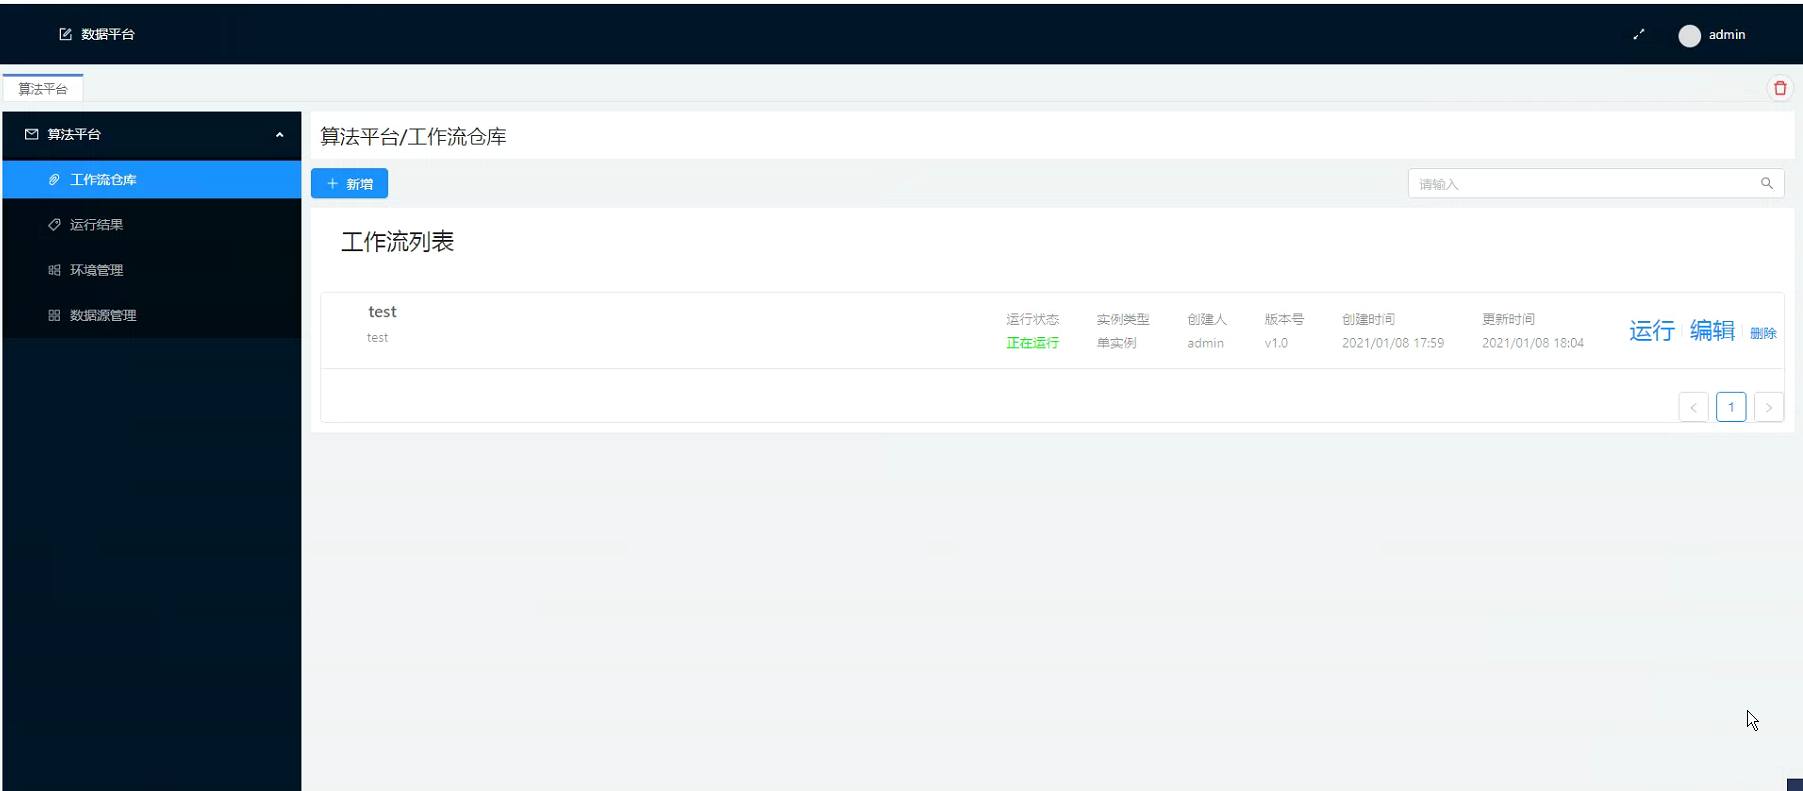 数据平台
admin
算法平台
算法平台
工作流仓库
运行结果
环境管理
数据源管理
算法平台/工作流仓库
新增
请输入
工作流列表
test
test
运行状态 实例类型 创建人 版本号 创建时间 更新时间
正在运行 单实例 admin v1.0 2021/01/08 17:59 2021/01/08 18:04
运行 编辑 删除
< 1 >